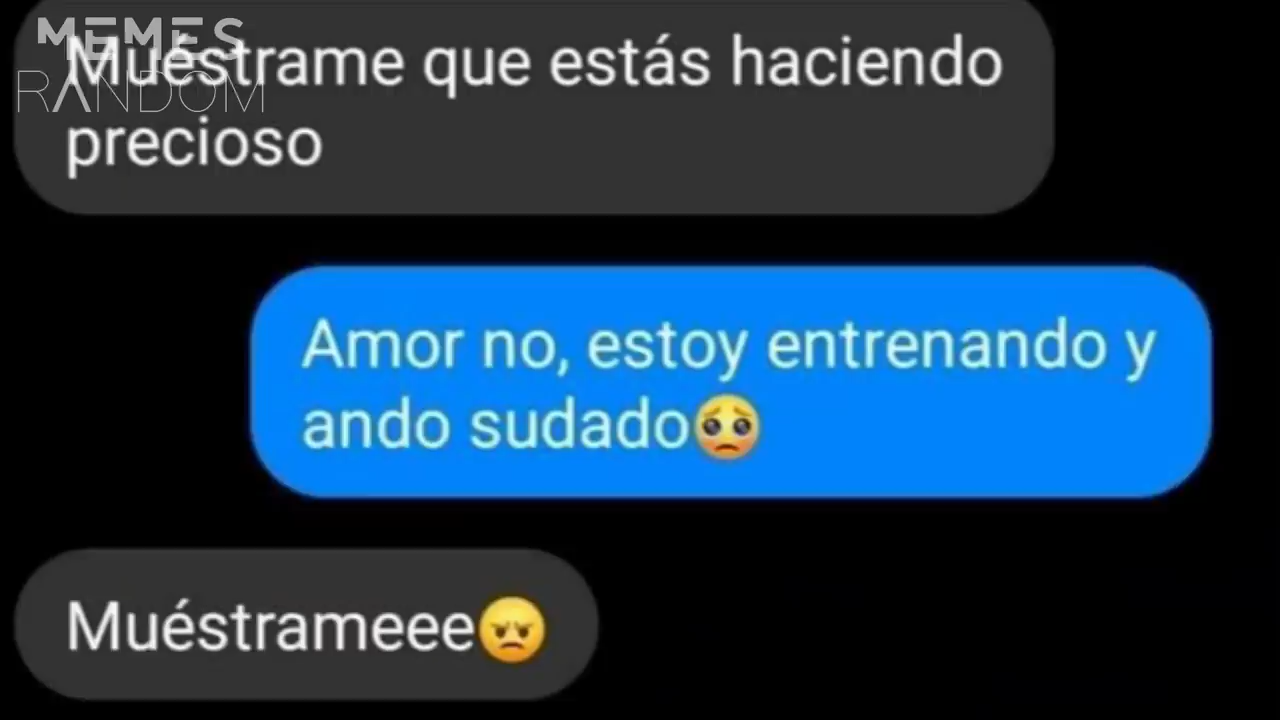 MEMES
RANDOM
Muéstrame que estás haciendo
precioso
Amor no, estoy entrenando y
ando sudado🥺
Muéstrameee😠